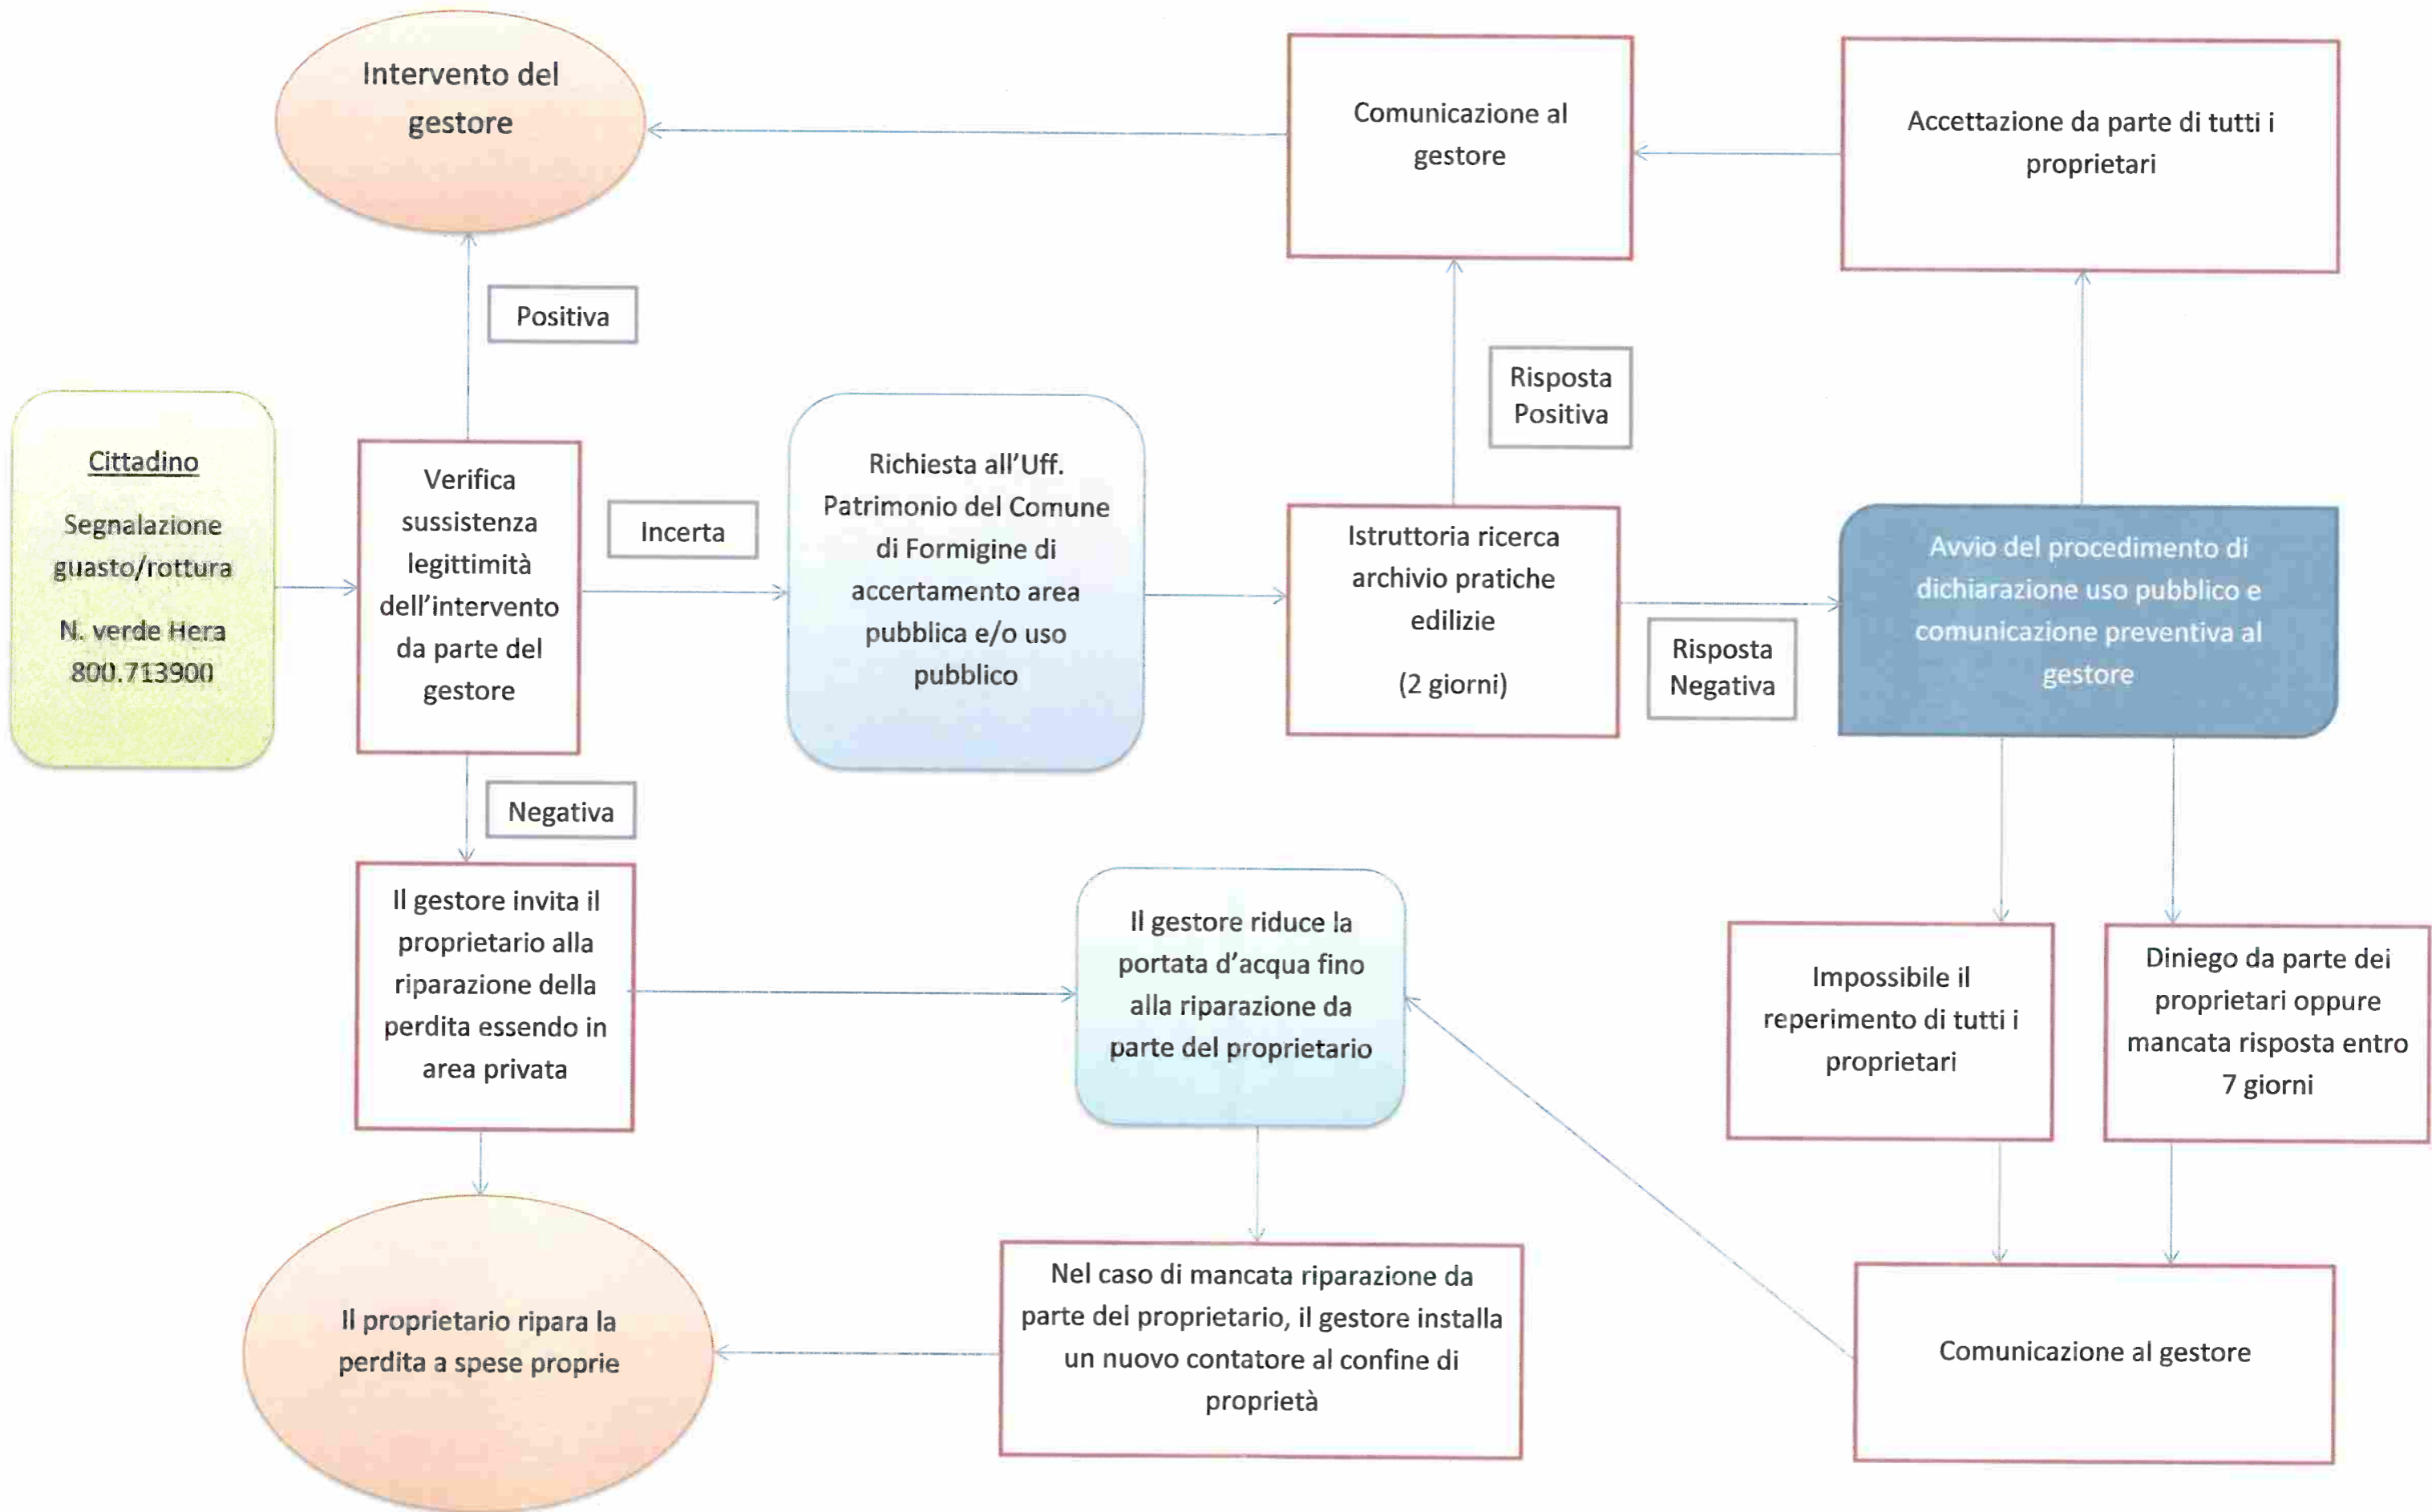 Intervento del
gestore
Comunicazione al
gestore
Accettazione da parte di tutti i
proprietari
Positiva
Risposta
Positiva
Cittadino
Segnalazione
guasto/rottura
N. verde Hera
800.713900
Verifica
sussistenza
legittimità
dell'intervento
da parte del
gestore
Incerta
Richiesta all'Uff.
Patrimonio del Comune
di Formigine di
accertamento area
pubblica e/o uso
pubblico
Istruttoria ricerca
archivio pratiche
edilizie
(2 giorni)
Risposta
Negativa
Avvio del procedimento di
dichiarazione uso pubblico e
comunicazione preventiva al
gestore
Negativa
Il gestore invita il
proprietario alla
riparazione della
perdita essendo in
area privata
Il gestore riduce la
portata d'acqua fino
alla riparazione da
parte del proprietario
Impossibile il
reperimento di tutti i
proprietari
Diniego da parte dei
proprietari oppure
mancata risposta entro
7 giorni
Il proprietario ripara la
perdita a spese proprie
Nel caso di mancata riparazione da
parte del proprietario, il gestore installa
un nuovo contatore al confine di
proprietà
Comunicazione al gestore